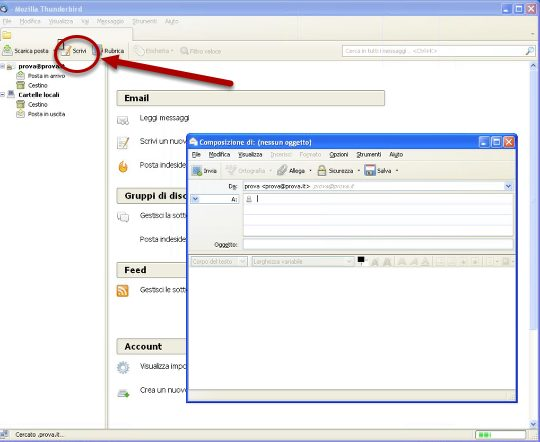 - Mozilla Thunderbird
File Modifica Visualizza Vai Messaggio Strumenti Aiuto
Scarica posta Scrivi Rubrica Etichetta Filtro veloce Cerca in tutti i messaggi <Ctrl+K>
prova@prova.it
Posta in arrivo
Cestino
Cartelle locali
Cestino
Posta in uscita
Email
Leggi messaggi
Scrivi un nuovo
Posta indeside
Gruppi di disc
Gestisci la sotto
Posta indeside
Feed
Gestisci le sotto
Account
Visualizza impo
Crea un nuovo
Composizione di: (nessun oggetto)
File Modifica Visualizza Inserisci Formato Opzioni Strumenti Aiuto
Invia Ortografia Allega Sicurezza Salva
Da: prova <prova@prova.it> prova@prova.it
A:
Oggetto:
Corpo del testo Larghezza variabile
Cercato .prova.it...